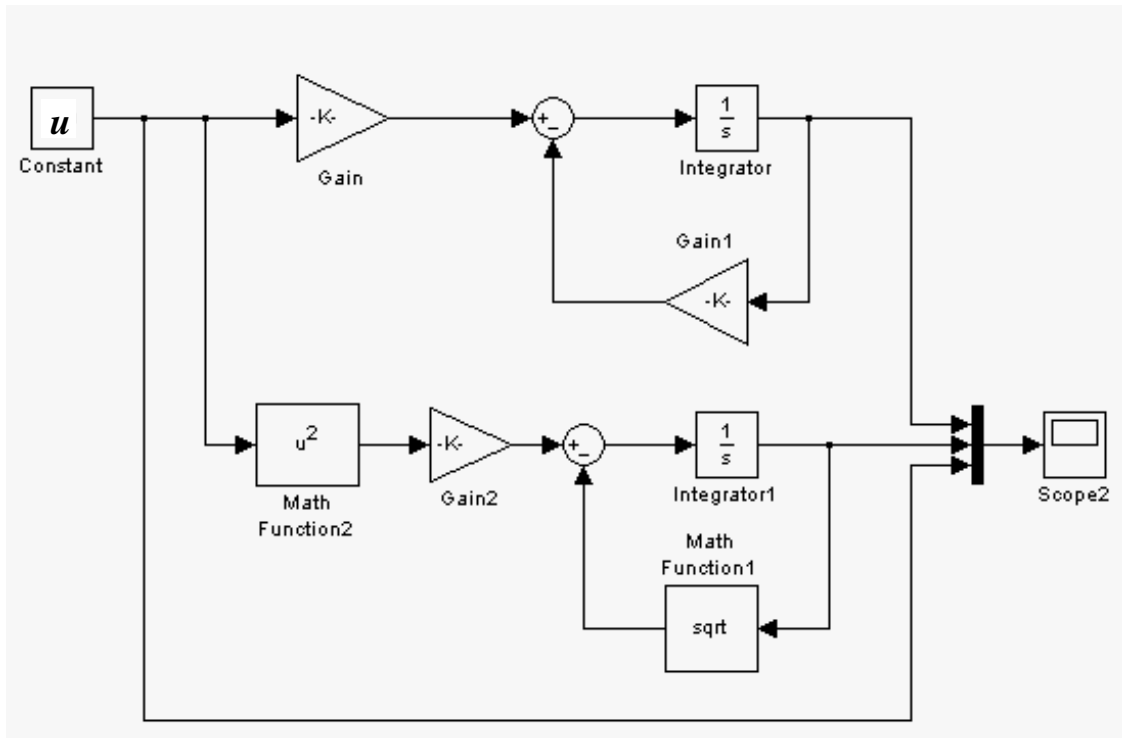 u
Constant
-K-
Gain
+
-
1
s
Integrator
Gain1
-K-
u2
Math
Function2
-K-
Gain2
+
-
1
s
Integrator1
Math
Function1
sqrt
Scope2